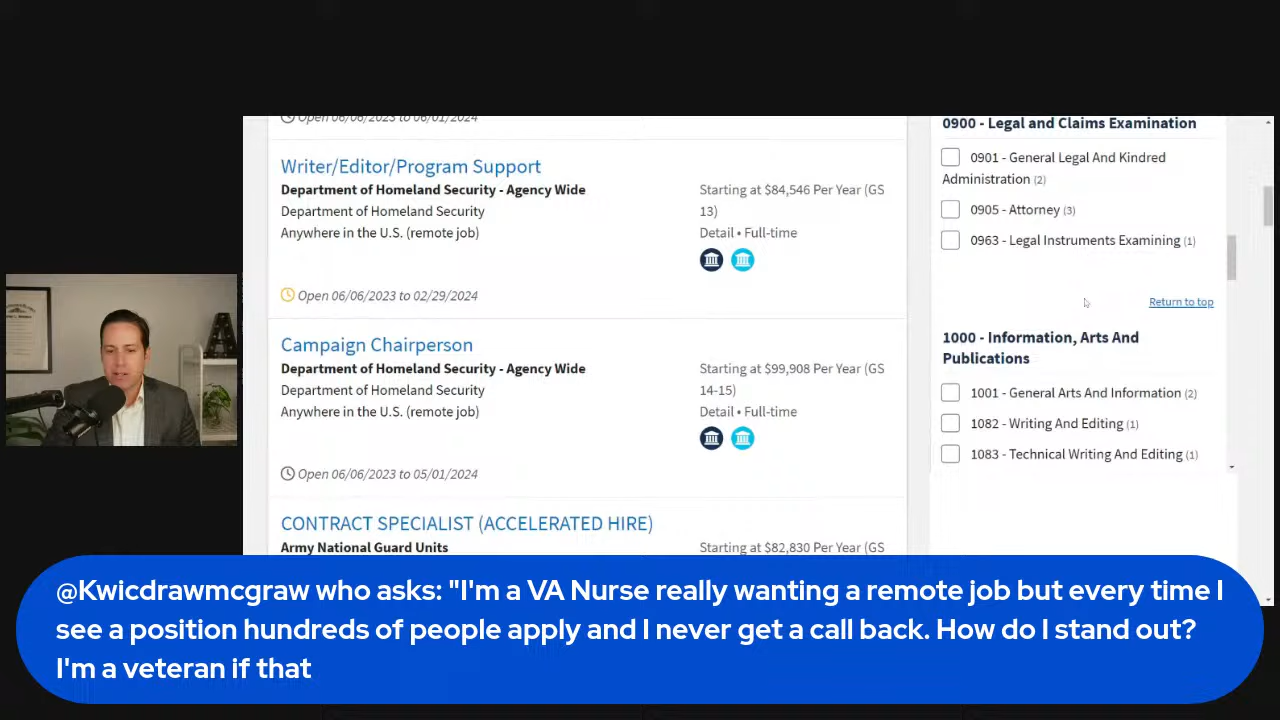 Open 06/06/2023 to 06/01/2024
Writer/Editor/Program Support
Department of Homeland Security - Agency Wide
Department of Homeland Security
Anywhere in the U.S. (remote job)
Starting at $84,546 Per Year (GS
13)
Detail • Full-time
Open 06/06/2023 to 02/29/2024
Campaign Chairperson
Department of Homeland Security - Agency Wide
Department of Homeland Security
Anywhere in the U.S. (remote job)
Starting at $99,908 Per Year (GS
14-15)
Detail • Full-time
Open 06/06/2023 to 05/01/2024
CONTRACT SPECIALIST (ACCELERATED HIRE)
Army National Guard Units
Starting at $82,830 Per Year (GS
0900 - Legal and Claims Examination
0901 - General Legal And Kindred
Administration (2)
0905 - Attorney (3)
0963 - Legal Instruments Examining (1)
Return to top
1000 - Information, Arts And
Publications
1001 - General Arts And Information (2)
1082 - Writing And Editing (1)
1083 - Technical Writing And Editing (1)
A
@Kwicdrawmcgraw who asks: "I'm a VA Nurse really wanting a remote job but every time I
see a position hundreds of people apply and I never get a call back. How do I stand out?
I'm a veteran if that